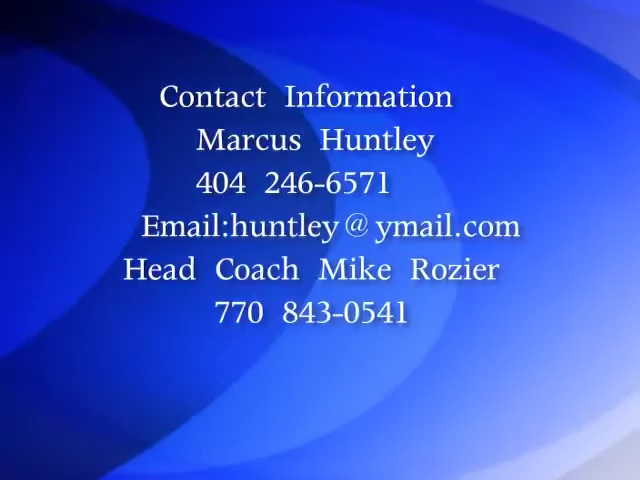 Contact Information
Marcus Huntley
404 246-6571
Email:huntley@ymail.com
Head Coach Mike Rozier
770 843-0541